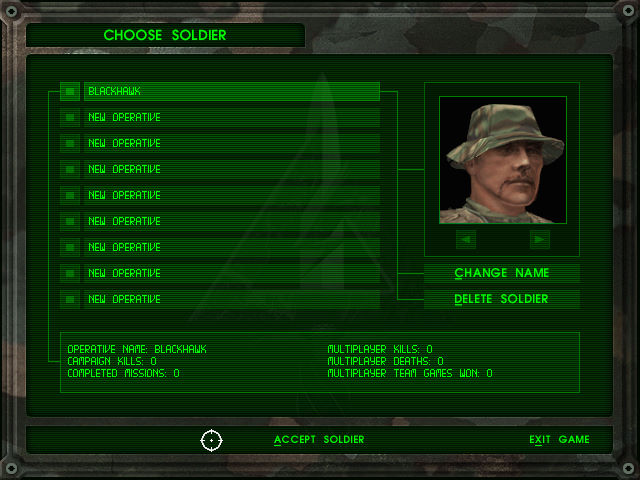 CHOOSE SOLDIER
BLACKHAWK
NEW OPERATIVE
NEW OPERATIVE
NEW OPERATIVE
NEW OPERATIVE
NEW OPERATIVE
NEW OPERATIVE
NEW OPERATIVE
NEW OPERATIVE
CHANGE NAME
DELETE SOLDIER
OPERATIVE NAME: BLACKHAWK
CAMPAIGN KILLS: 0
COMPLETED MISSIONS: 0
MULTIPLAYER KILLS: 0
MULTIPLAYER DEATHS: 0
MULTIPLAYER TEAM GAMES WON: 0
ACCEPT SOLDIER
EXIT GAME